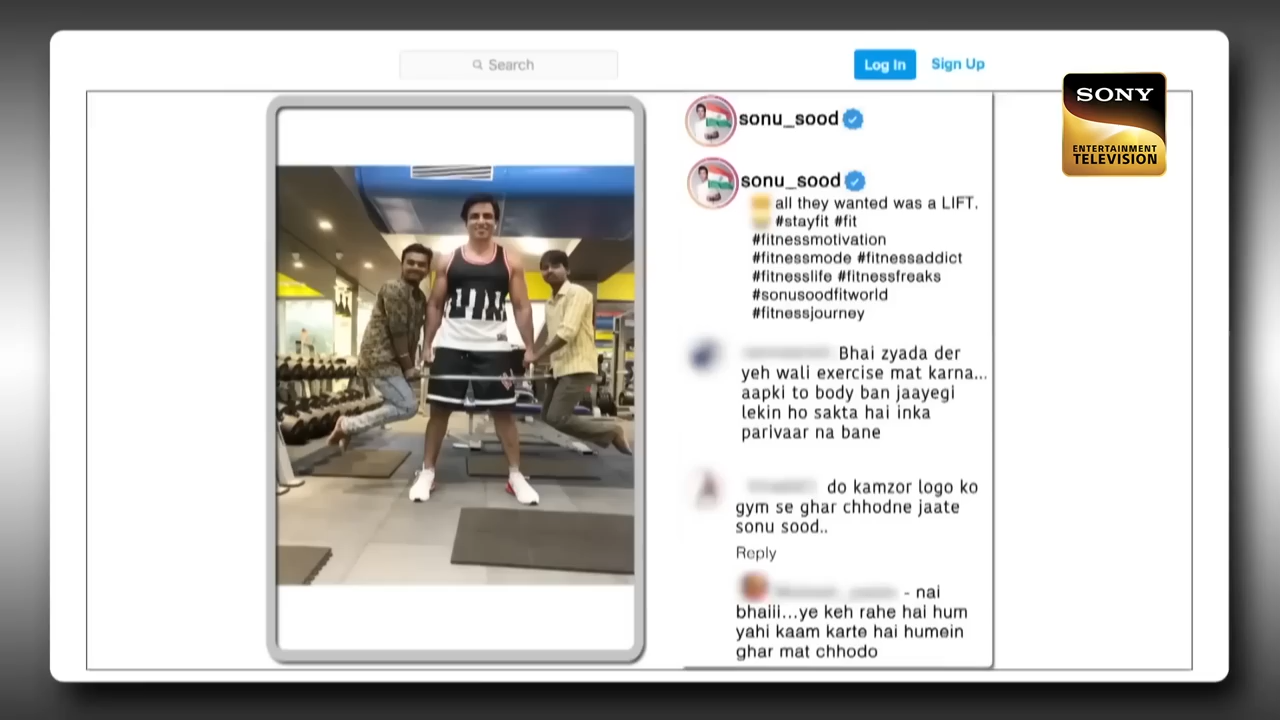 Search
Log In
Sign Up
SONY
ENTERTAINMENT
TELEVISION
sonu_sood
sonu_sood
all they wanted was a LIFT.
#stayfit #fit
#fitnessmotivation
#fitnessmode #fitnessaddict
#fitnesslife #fitnessfreaks
#sonusoodfitworld
#fitnessjourney
Bhai zyada der
yeh wali exercise mat karna...
aapki to body ban jaayegi
lekin ho sakta hai inka
parivaar na bane
do kamzor logo ko
gym se ghar chhodne jaate
sonu sood..
Reply
- nai
bhaiii...ye keh rahe hai hum
yahi kaam karte hai humein
ghar mat chhodo